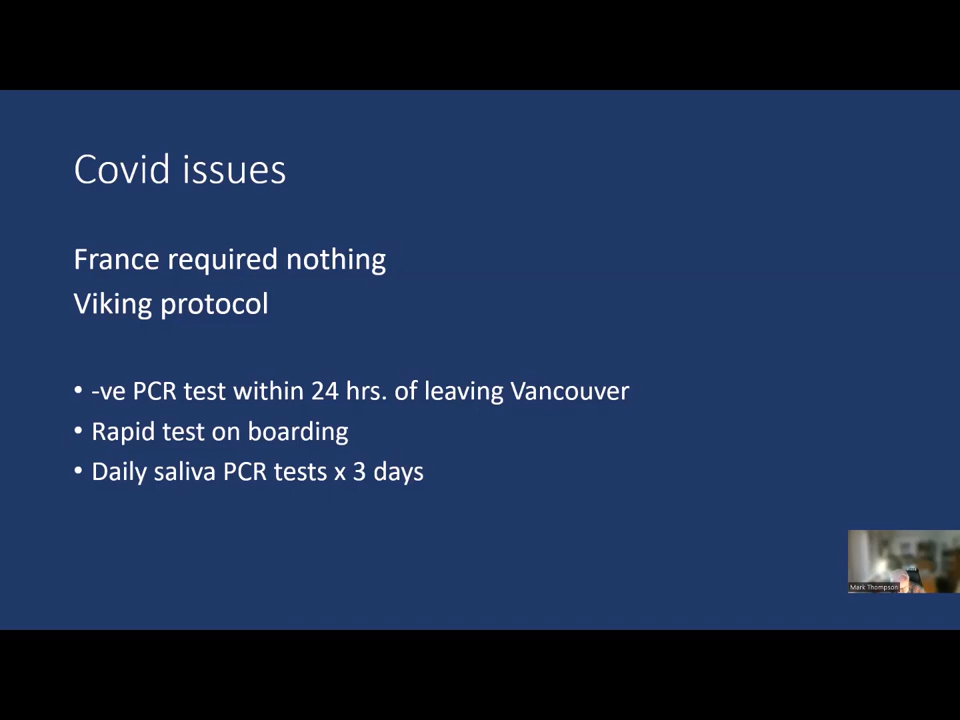 Covid issues
France required nothing
Viking protocol
• -ve PCR test within 24 hrs. of leaving Vancouver
• Rapid test on boarding
• Daily saliva PCR tests x 3 days
Mark Thompson